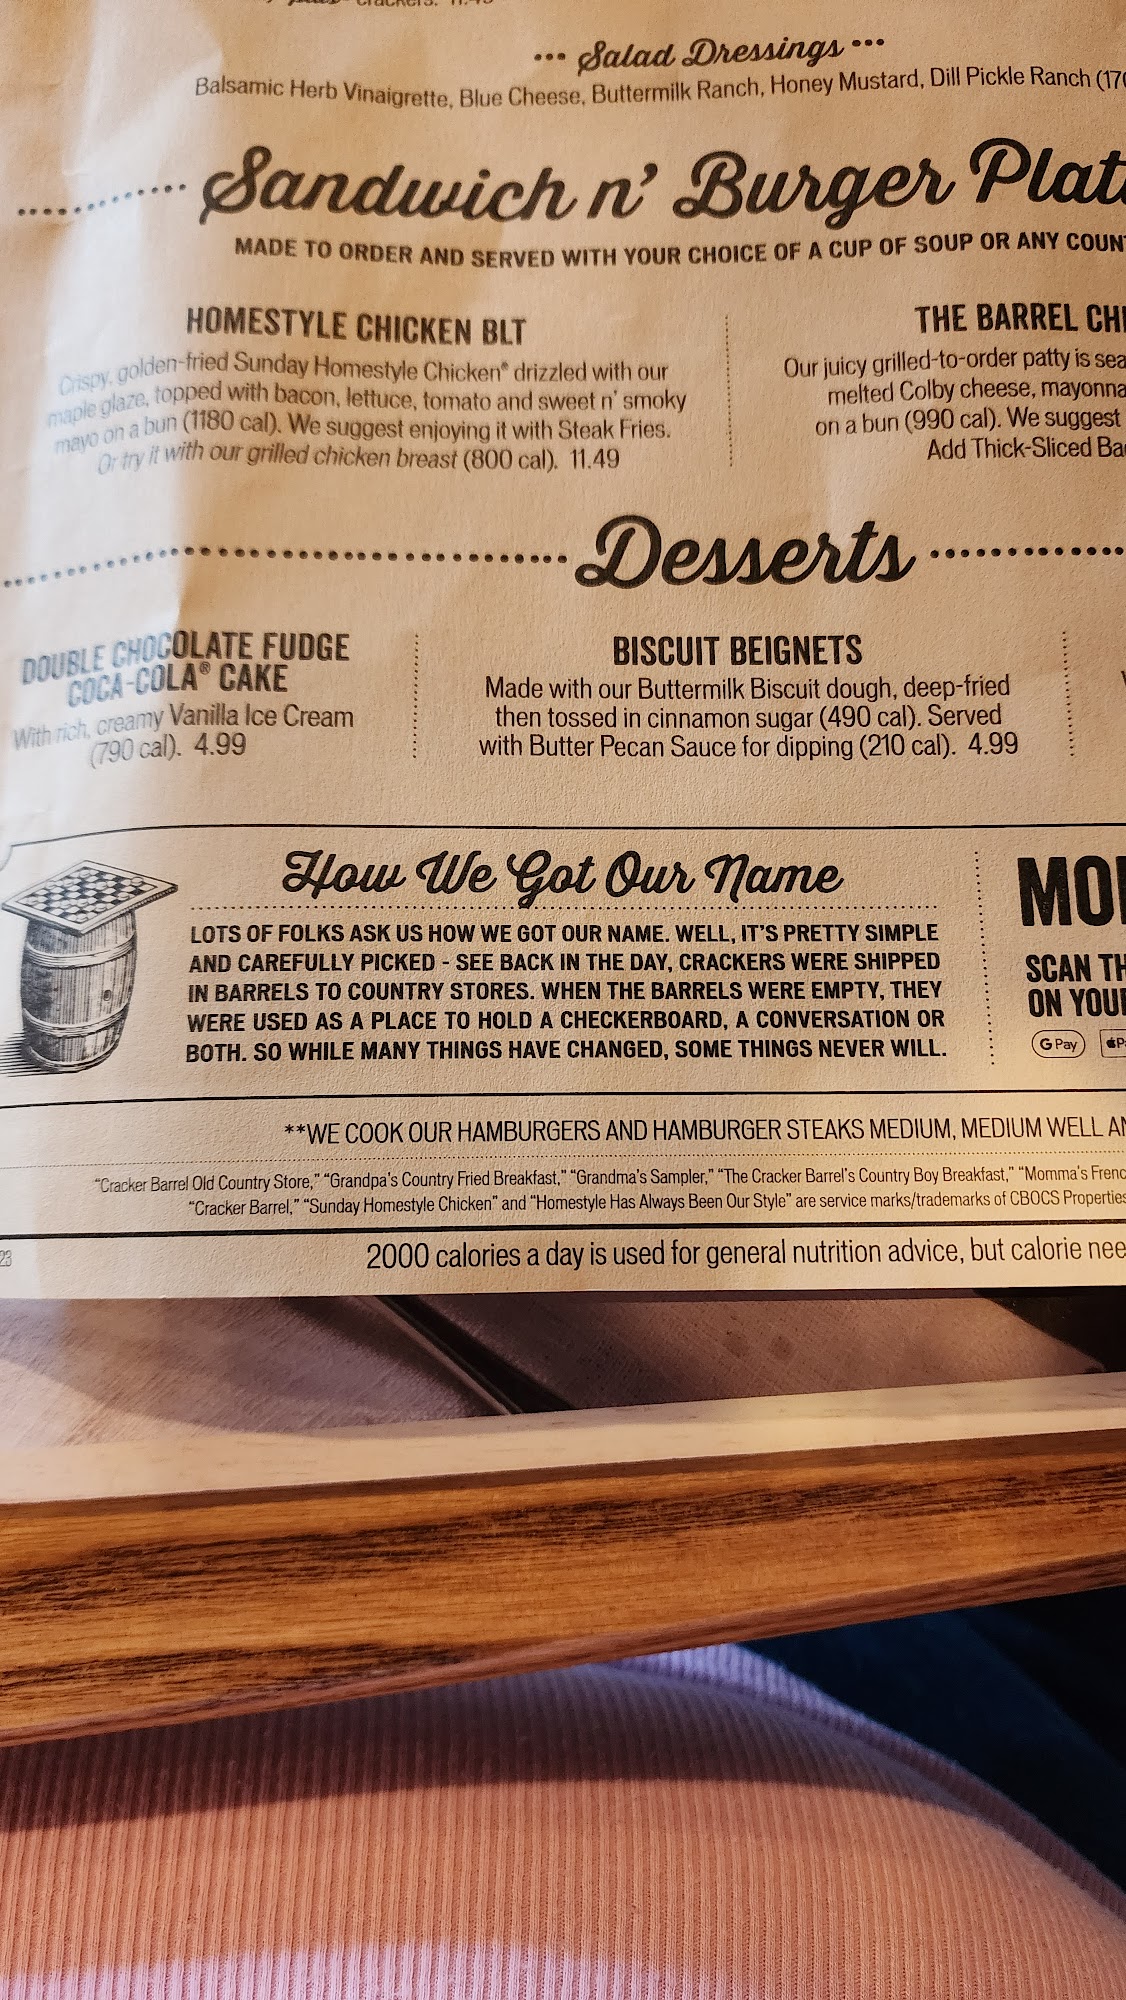 crackers. 11.49
••• Salad Dressings •••
Balsamic Herb Vinaigrette, Blue Cheese, Buttermilk Ranch, Honey Mustard, Dill Pickle Ranch (170
Sandwich n' Burger Plat
MADE TO ORDER AND SERVED WITH YOUR CHOICE OF A CUP OF SOUP OR ANY COUN
HOMESTYLE CHICKEN BLT
Crispy, golden-fried Sunday Homestyle Chicken® drizzled with our
maple glaze, topped with bacon, lettuce, tomato and sweet n' smoky
mayo on a bun (1180 cal). We suggest enjoying it with Steak Fries.
Or try it with our grilled chicken breast (800 cal). 11.49
THE BARREL CH
Our juicy grilled-to-order patty is sea
melted Colby cheese, mayonna
on a bun (990 cal). We suggest
Add Thick-Sliced Ba
Desserts
DOUBLE CHOCOLATE FUDGE
COCA-COLA® CAKE
With rich, creamy Vanilla Ice Cream
(790 cal). 4.99
BISCUIT BEIGNETS
Made with our Buttermilk Biscuit dough, deep-fried
then tossed in cinnamon sugar (490 cal). Served
with Butter Pecan Sauce for dipping (210 cal). 4.99
How We Got Our Name
LOTS OF FOLKS ASK US HOW WE GOT OUR NAME. WELL, IT'S PRETTY SIMPLE
AND CAREFULLY PICKED - SEE BACK IN THE DAY, CRACKERS WERE SHIPPED
IN BARRELS TO COUNTRY STORES. WHEN THE BARRELS WERE EMPTY, THEY
WERE USED AS A PLACE TO HOLD A CHECKERBOARD, A CONVERSATION OR
BOTH. SO WHILE MANY THINGS HAVE CHANGED, SOME THINGS NEVER WILL.
MO
SCAN TH
ON YOU
G Pay
**WE COOK OUR HAMBURGERS AND HAMBURGER STEAKS MEDIUM, MEDIUM WELL AN
"Cracker Barrel Old Country Store," "Grandpa's Country Fried Breakfast," "Grandma's Sampler," "The Cracker Barrel's Country Boy Breakfast," "Momma's Frenc
"Cracker Barrel," "Sunday Homestyle Chicken" and "Homestyle Has Always Been Our Style" are service marks/trademarks of CBOCS Properties
23
2000 calories a day is used for general nutrition advice, but calorie nee